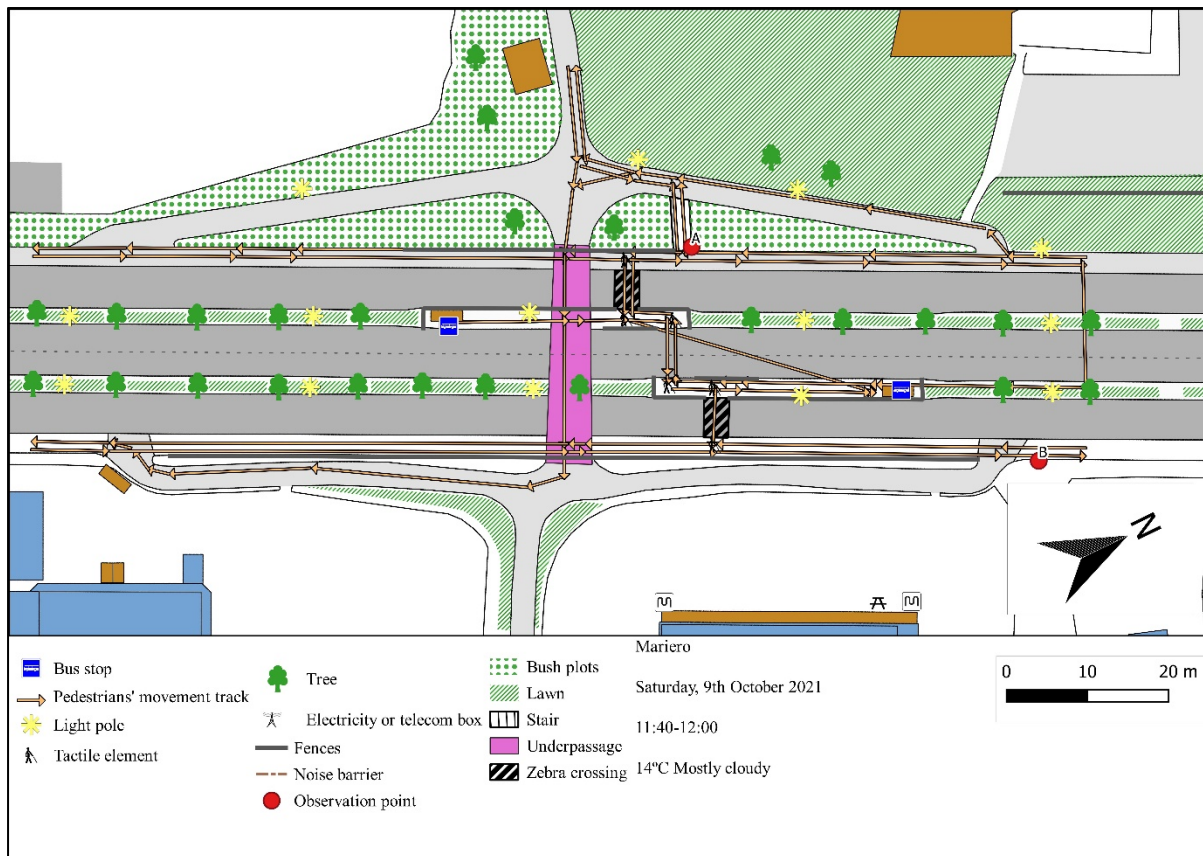 A
B
N
Bus stop
Pedestrians' movement track
Light pole
Tactile element
Tree
Electricity or telecom box
Fences
Noise barrier
Observation point
Bush plots
Lawn
Stair
Underpassage
Zebra crossing
Mariero
Saturday, 9th October 2021
11:40-12:00
14°C Mostly cloudy
0 10 20 m